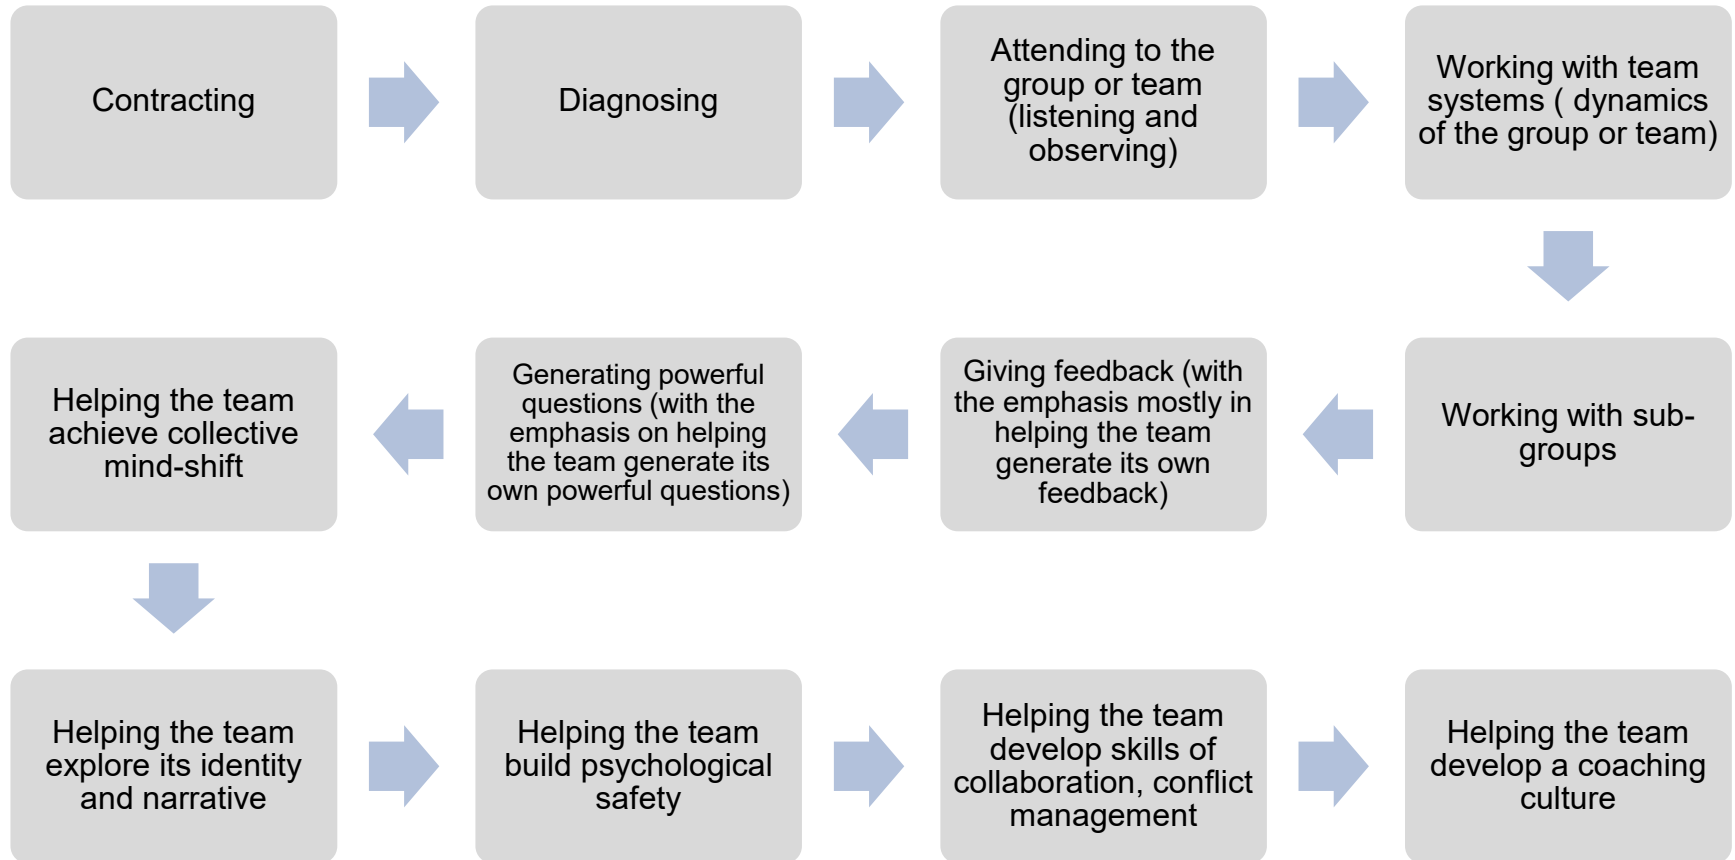 Contracting
Diagnosing
Attending to the
group or team
(listening and
observing)
Working with team
systems ( dynamics
of the group or team)
Working with sub-
groups
Giving feedback (with
the emphasis mostly in
helping the team
generate its own
feedback)
Generating powerful
questions (with the
emphasis on helping
the team generate its
own powerful questions)
Helping the team
achieve collective
mind-shift
Helping the team
explore its identity
and narrative
Helping the team
build psychological
safety
Helping the team
develop skills of
collaboration, conflict
management
Helping the team
develop a coaching
culture